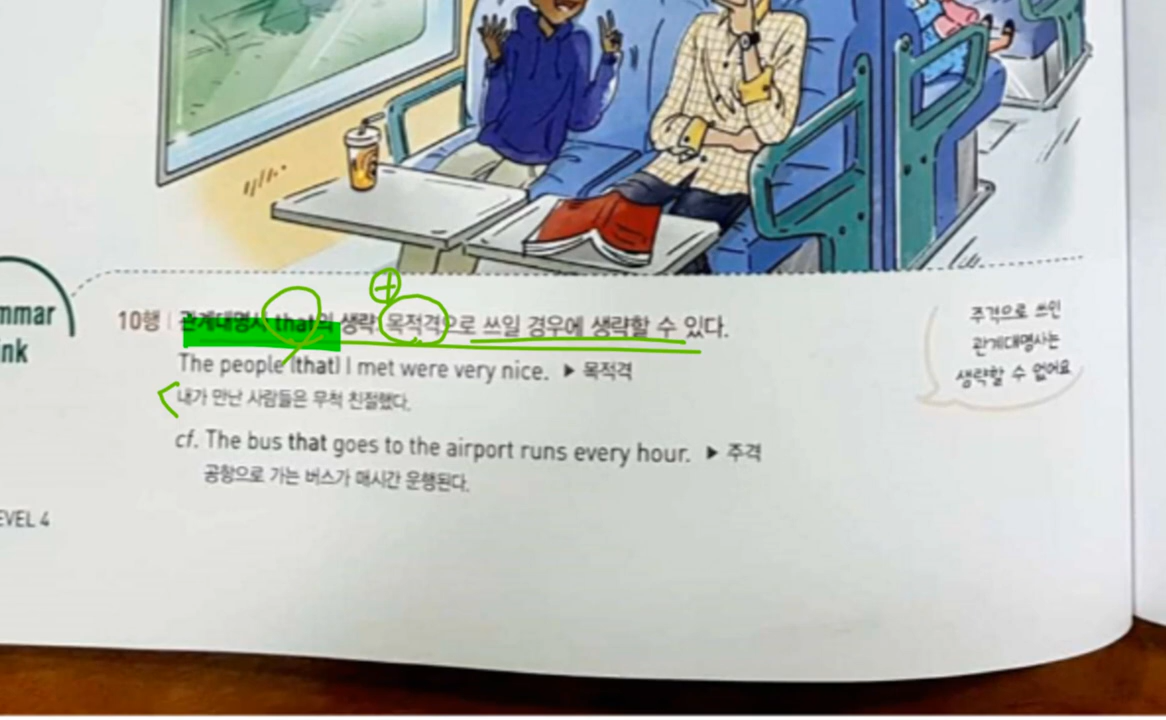 mmar
nk
10행 | 관계대명사 that의 생략: 목적격으로 쓰일 경우에 생략할 수 있다.
The people (that) I met were very nice. ▶ 목적격
내가 만난 사람들은 무척 친절했다.
cf. The bus that goes to the airport runs every hour. ▶ 주격
공항으로 가는 버스가 매시간 운행된다.
주격으로 쓰인
관계대명사는
생략할 수 없어요
EVEL 4